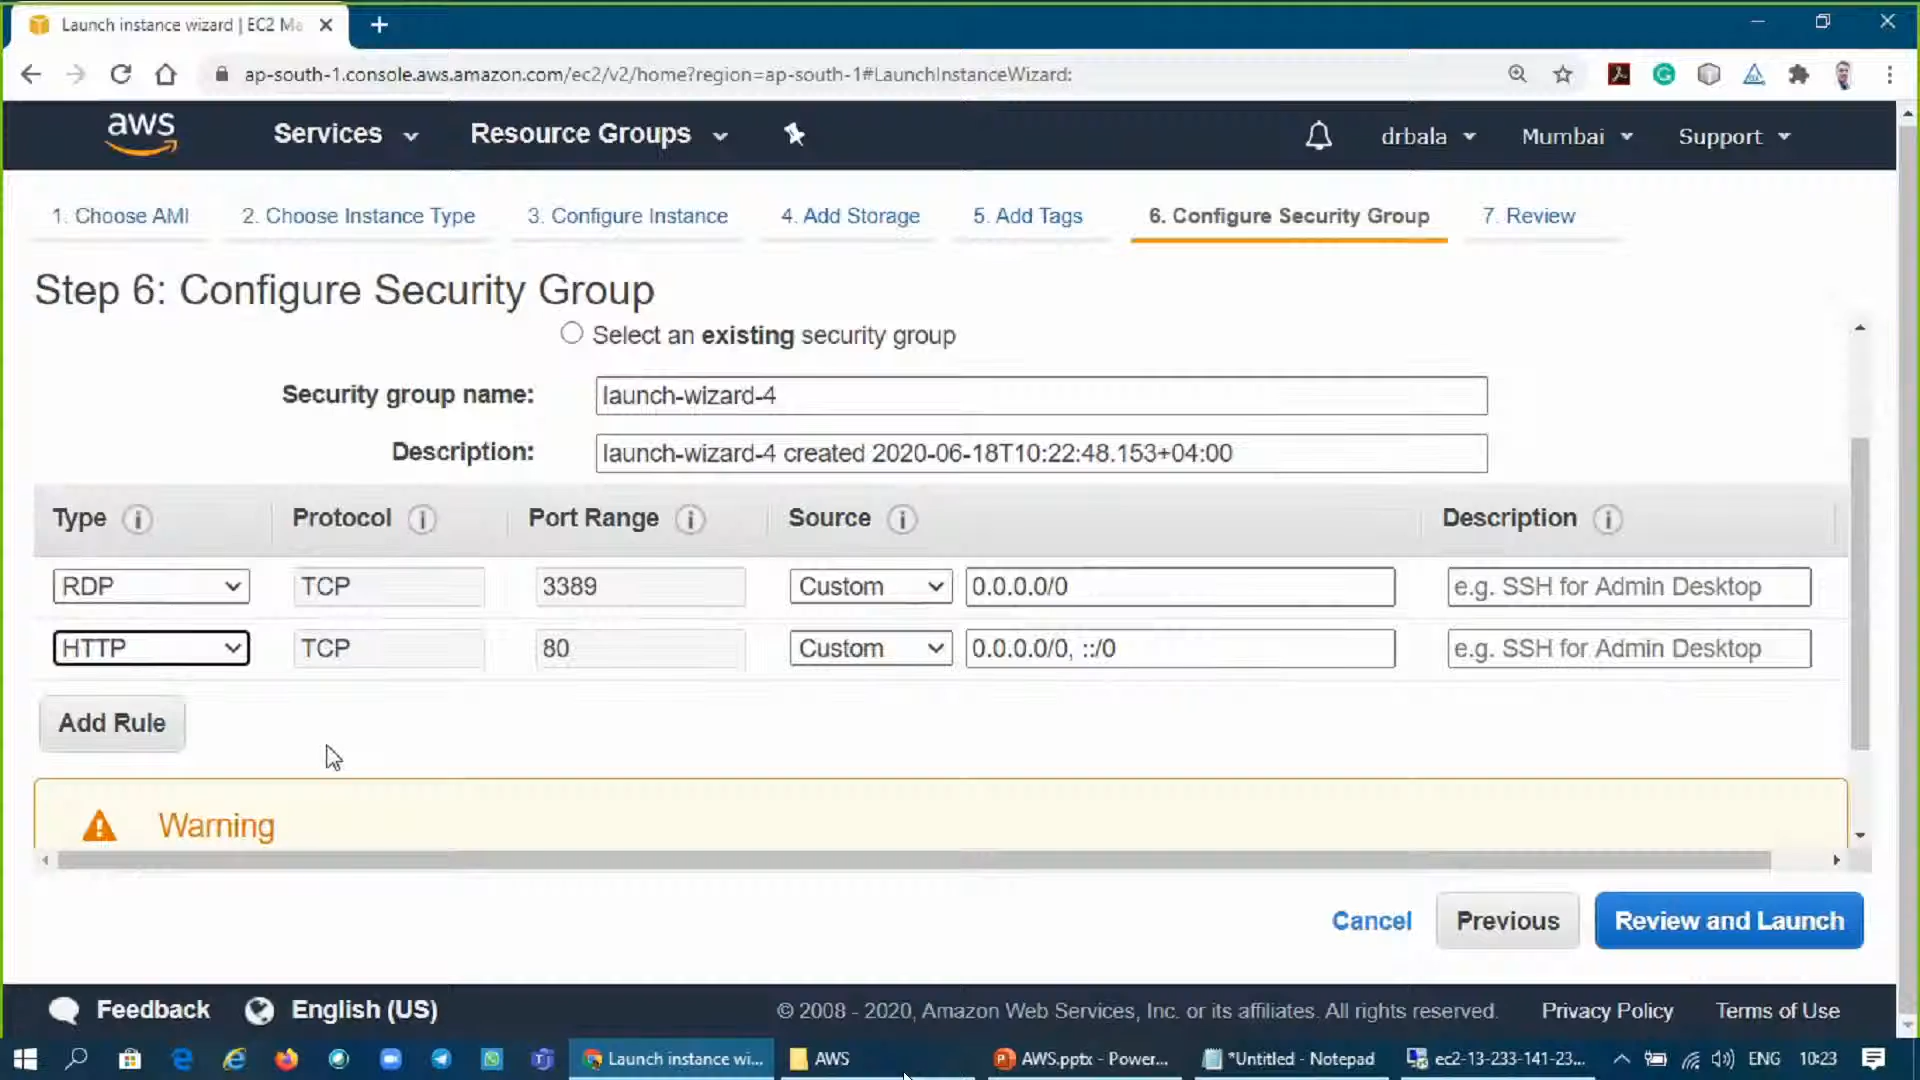 Launch instance wizard | EC2 Ma
ap-south-1.console.aws.amazon.com/ec2/v2/home?region=ap-south-1#LaunchInstanceWizard:
aws
Services
Resource Groups
drbala
Mumbai
Support
1. Choose AMI
2. Choose Instance Type
3. Configure Instance
4. Add Storage
5. Add Tags
6. Configure Security Group
7. Review
Step 6: Configure Security Group
Select an existing security group
Security group name:
launch-wizard-4
Description:
launch-wizard-4 created 2020-06-18T10:22:48.153+04:00
Type
Protocol
Port Range
Source
Description
RDP
TCP
3389
Custom
0.0.0.0/0
e.g. SSH for Admin Desktop
HTTP
TCP
80
Custom
0.0.0.0/0, ::/0
e.g. SSH for Admin Desktop
Add Rule
Warning
Cancel
Previous
Review and Launch
Feedback
English (US)
© 2008 - 2020, Amazon Web Services, Inc. or its affiliates. All rights reserved.
Privacy Policy
Terms of Use
Launch instance wi...
AWS
AWS.pptx - Power...
*Untitled - Notepad
ec2-13-233-141-23...
ENG
10:23